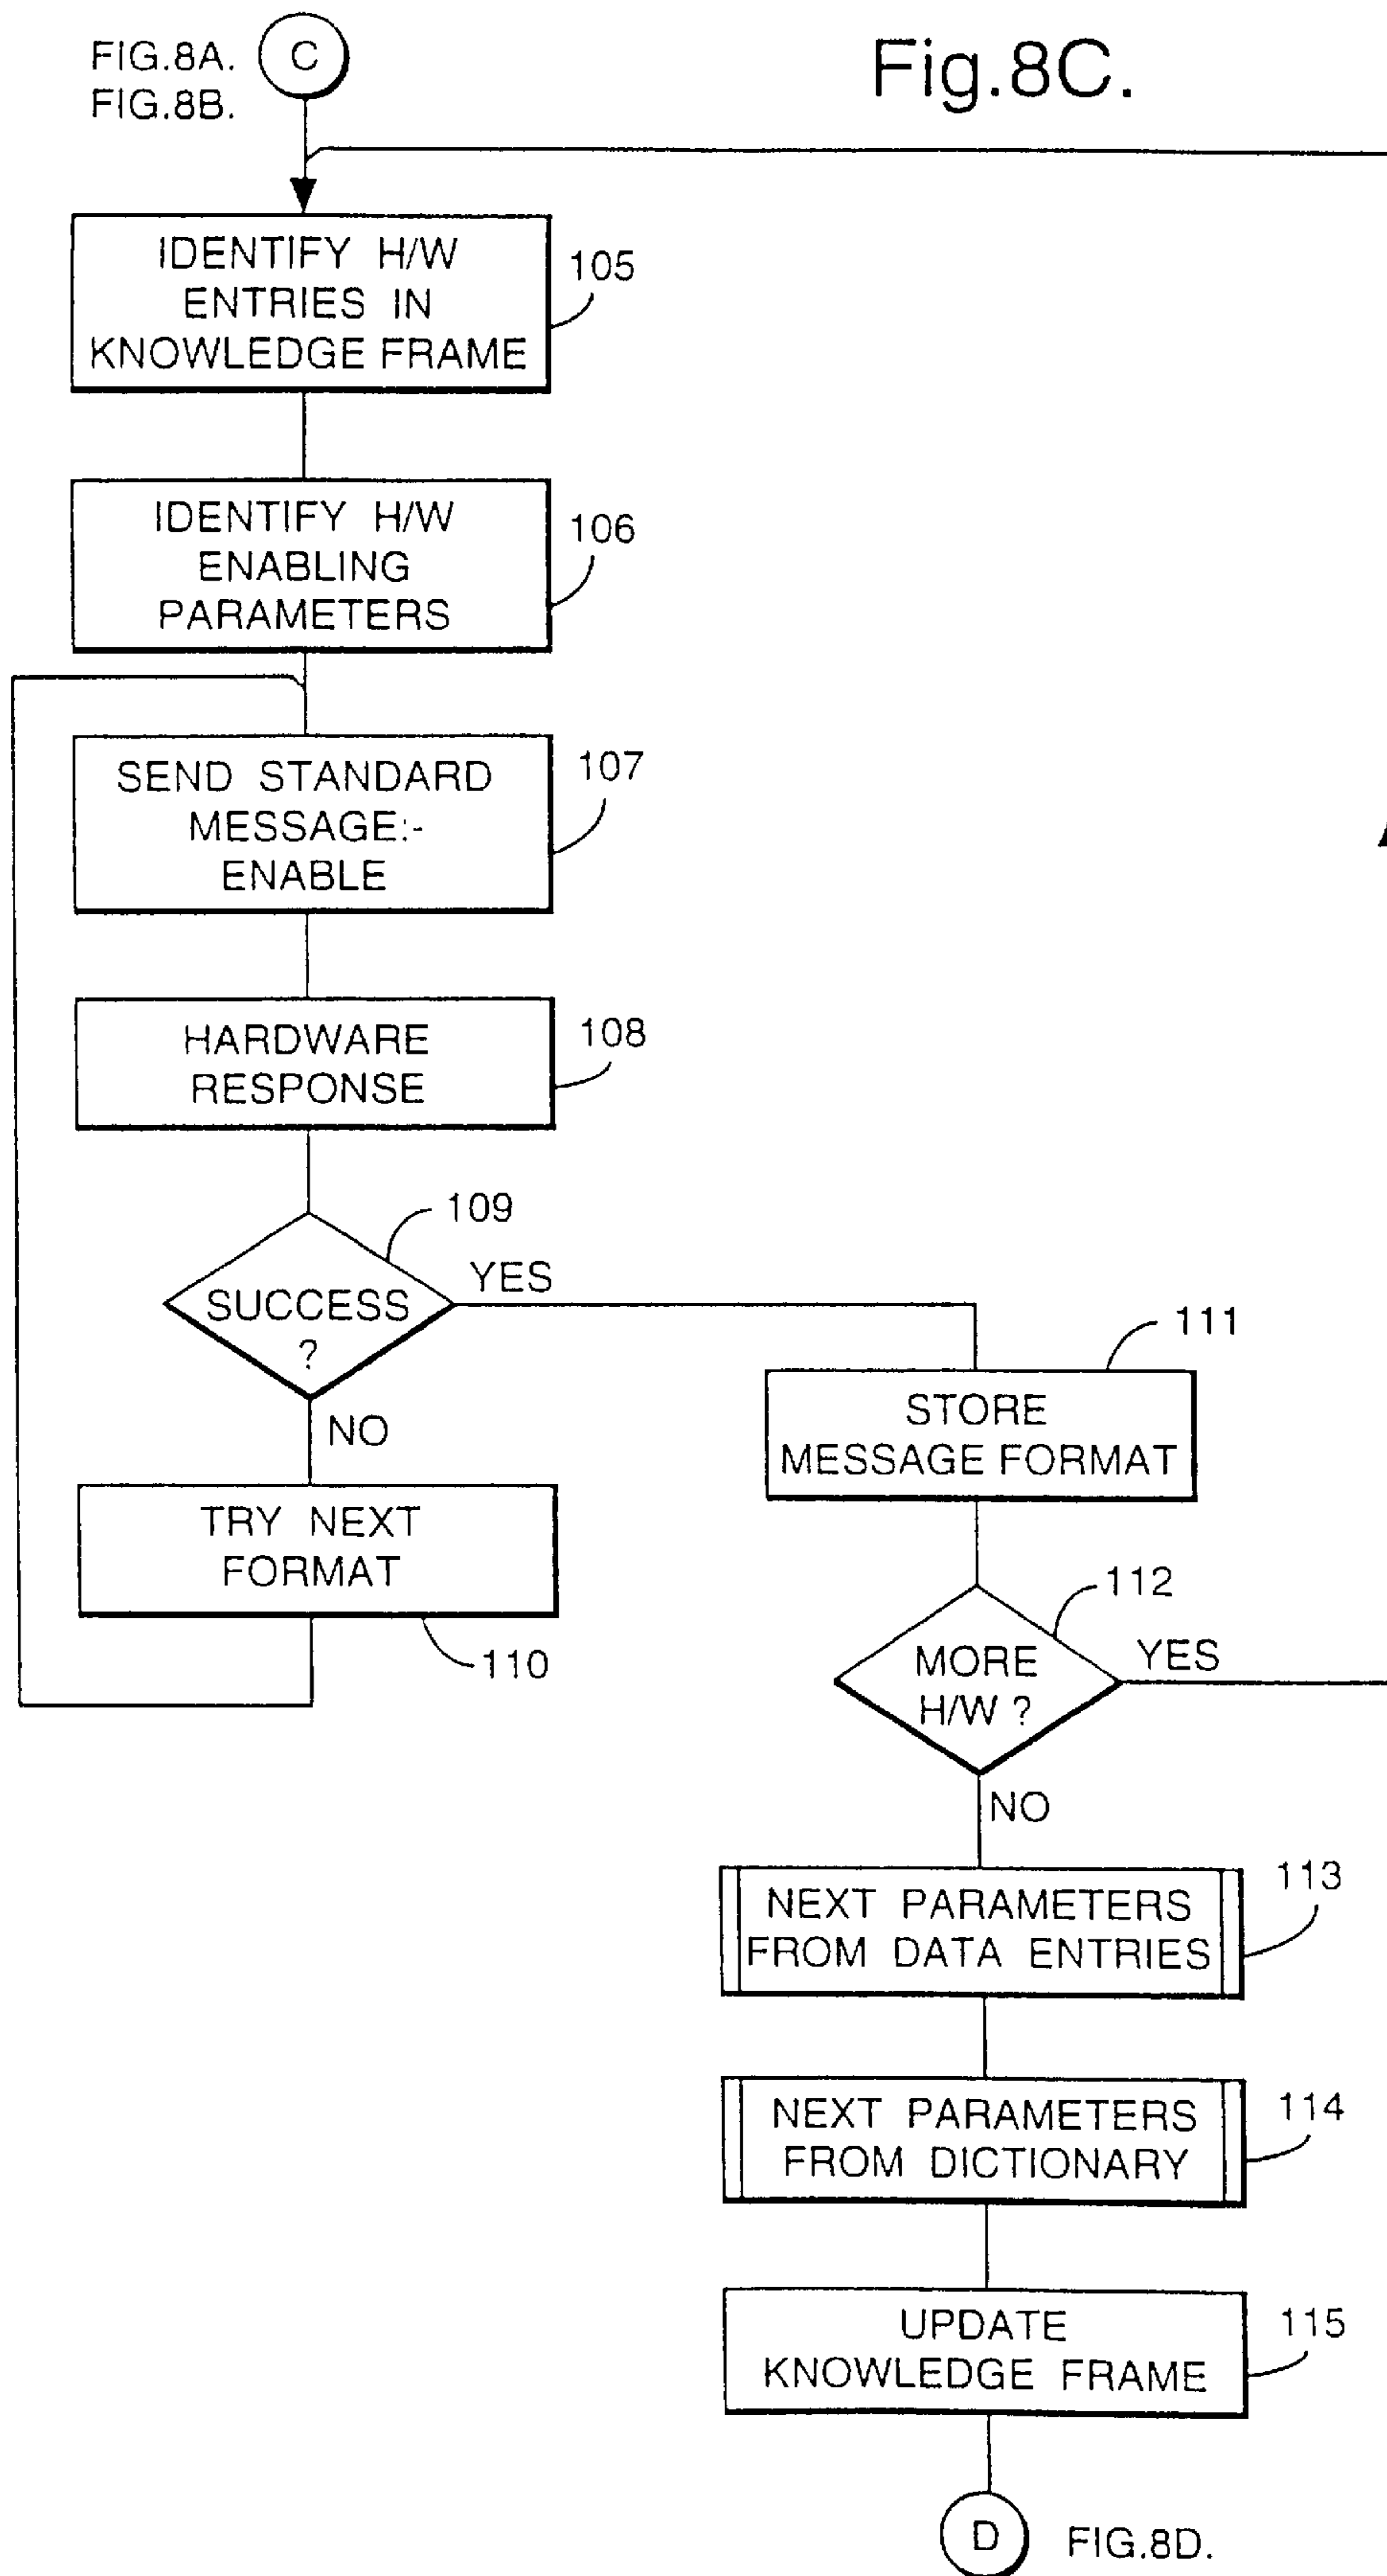 FIG.8A.
FIG.8B.
C
Fig.8C.
IDENTIFY H/W
ENTRIES IN
KNOWLEDGE FRAME
105
IDENTIFY H/W
ENABLING
PARAMETERS
106
SEND STANDARD
MESSAGE:-
ENABLE
107
HARDWARE
RESPONSE
108
109
SUCCESS
?
YES
NO
TRY NEXT
FORMAT
110
111
STORE
MESSAGE FORMAT
112
MORE
H/W ?
YES
NO
NEXT PARAMETERS
FROM DATA ENTRIES
113
NEXT PARAMETERS
FROM DICTIONARY
114
UPDATE
KNOWLEDGE FRAME
115
D
FIG.8D.